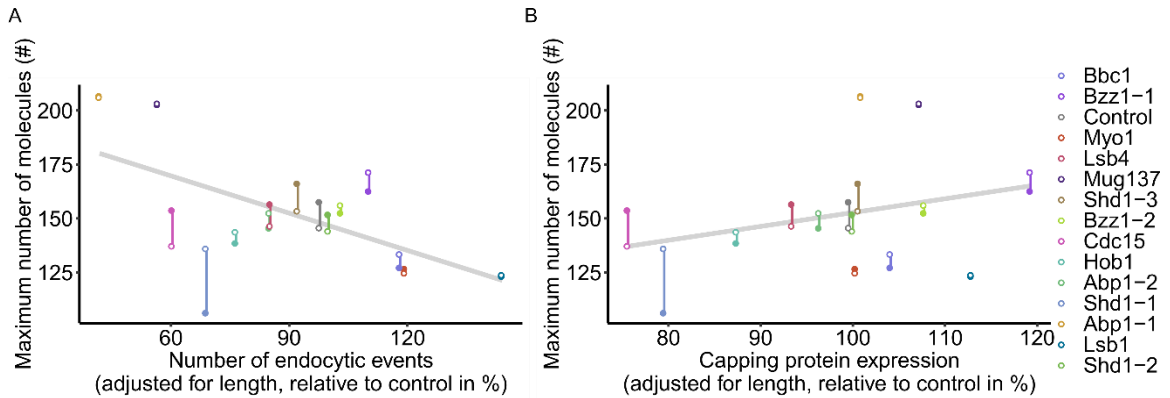 A
Maximum number of molecules (#)
200
175
150
125
60
90
120
Number of endocytic events
(adjusted for length, relative to control in %)
B
Maximum number of molecules (#)
200
175
150
125
80
90
100
110
120
Capping protein expression
(adjusted for length, relative to control in %)
Bbc1
Bzz1−1
Control
Myo1
Lsb4
Mug137
Shd1−3
Bzz1−2
Cdc15
Hob1
Abp1−2
Shd1−1
Abp1−1
Lsb1
Shd1−2